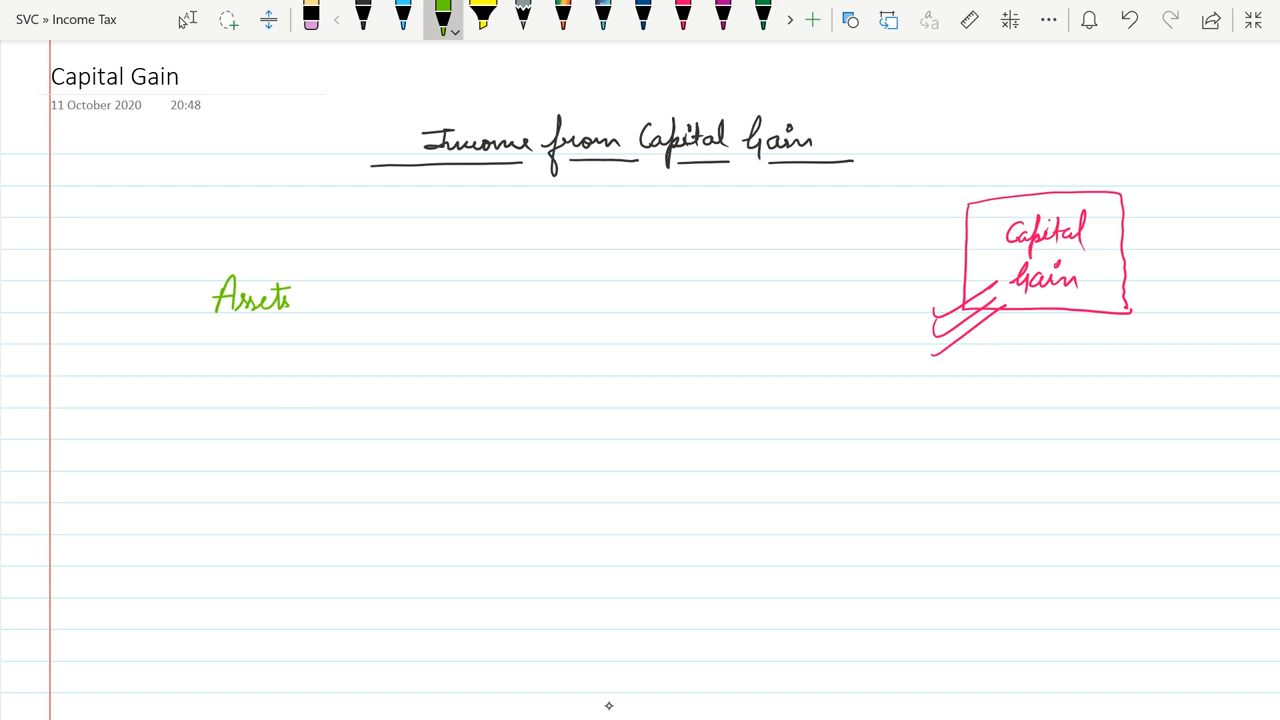 SVC » Income Tax
Capital Gain
11 October 2020 20:48
Income from Capital Gain
Capital
Gain
Assets